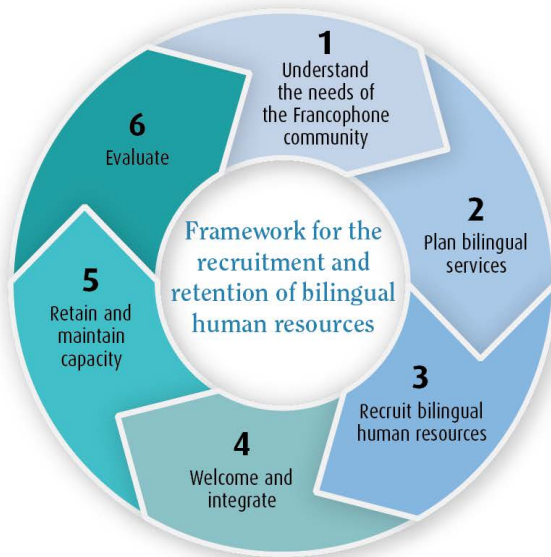 1
Understand
the needs of
the Francophone
community
2
Plan bilingual
services
3
Recruit bilingual
human resources
4
Welcome and
integrate
5
Retain and
maintain
capacity
6
Evaluate
Framework for the
recruitment and
retention of bilingual
human resources